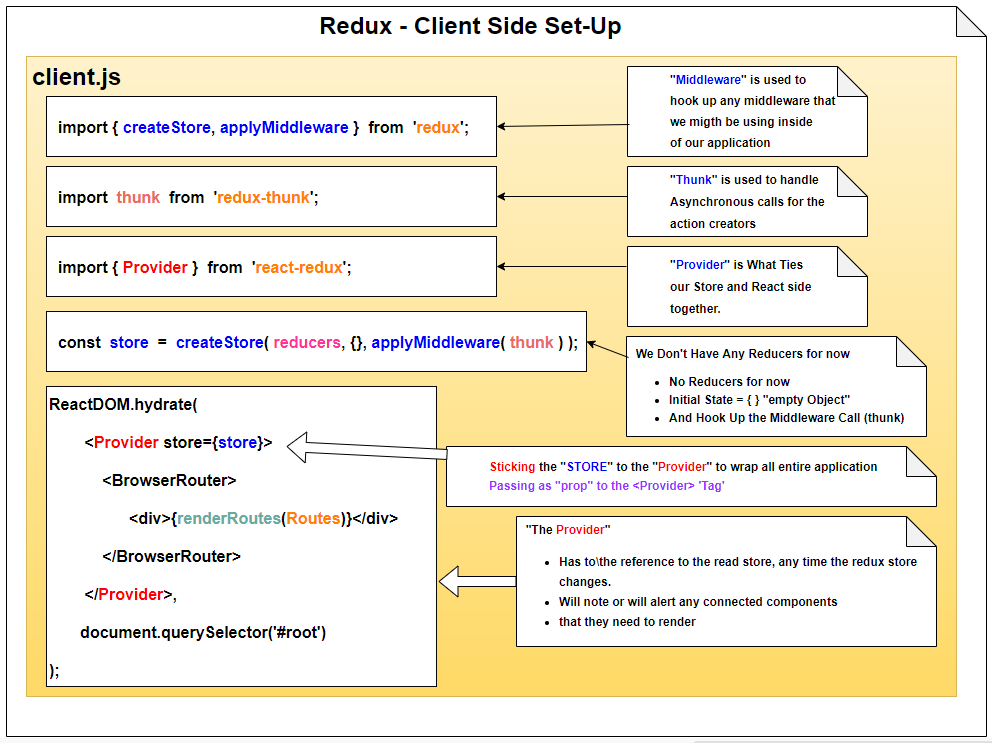 Redux - Client Side Set-Up
client.js
import { createStore, applyMiddleware } from 'redux';
"Middleware" is used to
hook up any middleware that
we migth be using inside
of our application
import thunk from 'redux-thunk';
"Thunk" is used to handle
Asynchronous calls for the
action creators
import { Provider } from 'react-redux';
"Provider" is What Ties
our Store and React side
together.
const store = createStore( reducers, {}, applyMiddleware( thunk ) );
We Don't Have Any Reducers for now
• No Reducers for now
• Initial State = { } "empty Object"
• And Hook Up the Middleware Call (thunk)
ReactDOM.hydrate(
<Provider store={store}>
<BrowserRouter>
<div>{renderRoutes(Routes)}</div>
</BrowserRouter>
</Provider>,
document.querySelector('#root')
);
Sticking the "STORE" to the "Provider" to wrap all entire application
Passing as "prop" to the <Provider> 'Tag'
"The Provider"
• Has to\the reference to the read store, any time the redux store
changes.
• Will note or will alert any connected components
• that they need to render